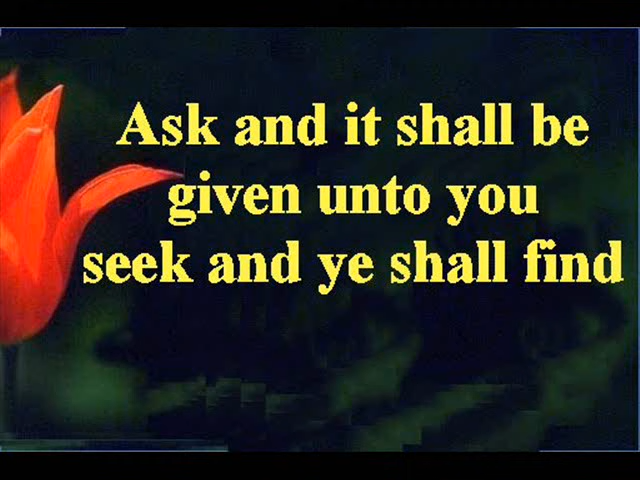 Ask and it shall be
given unto you
seek and ye shall find